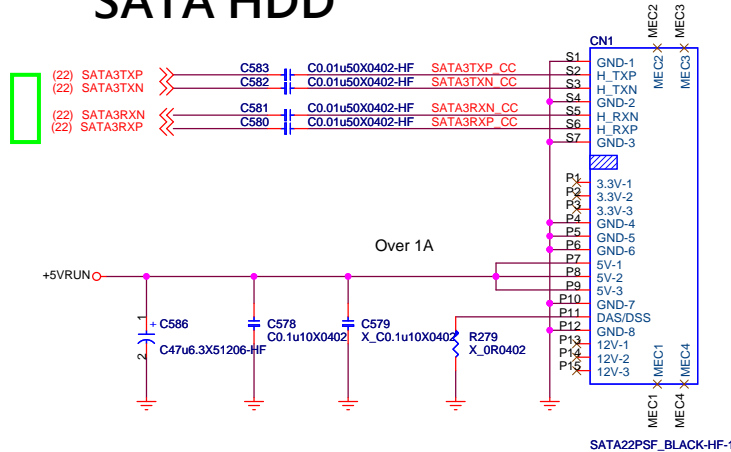 SATA HDD
MEC2
MEC3
CN1
(22) SATA3TXP
C583
C0.01u50X0402-HF
SATA3TXP_CC
(22) SATA3TXN
C582
C0.01u50X0402-HF
SATA3TXN_CC
(22) SATA3RXN
C581
C0.01u50X0402-HF
SATA3RXN_CC
(22) SATA3RXP
C580
C0.01u50X0402-HF
SATA3RXP_CC
S1 GND-1
S2 H_TXP
S3 H_TXN
S4 GND-2
S5 H_RXN
S6 H_RXP
S7 GND-3
MEC2
MEC3
P1 3.3V-1
P2 3.3V-2
P3 3.3V-3
P4 GND-4
P5 GND-5
P6 GND-6
P7 5V-1
P8 5V-2
P9 5V-3
P10 GND-7
P11 DAS/DSS
P12 GND-8
P13 12V-1
P14 12V-2
P15 12V-3
Over 1A
+5VRUN
1
+ C586
2
C47u6.3X51206-HF
C578
C0.1u10X0402
C579
X_C0.1u10X0402
R279
X_0R0402
MEC1
MEC4
MEC1
MEC4
SATA22PSF_BLACK-HF-1